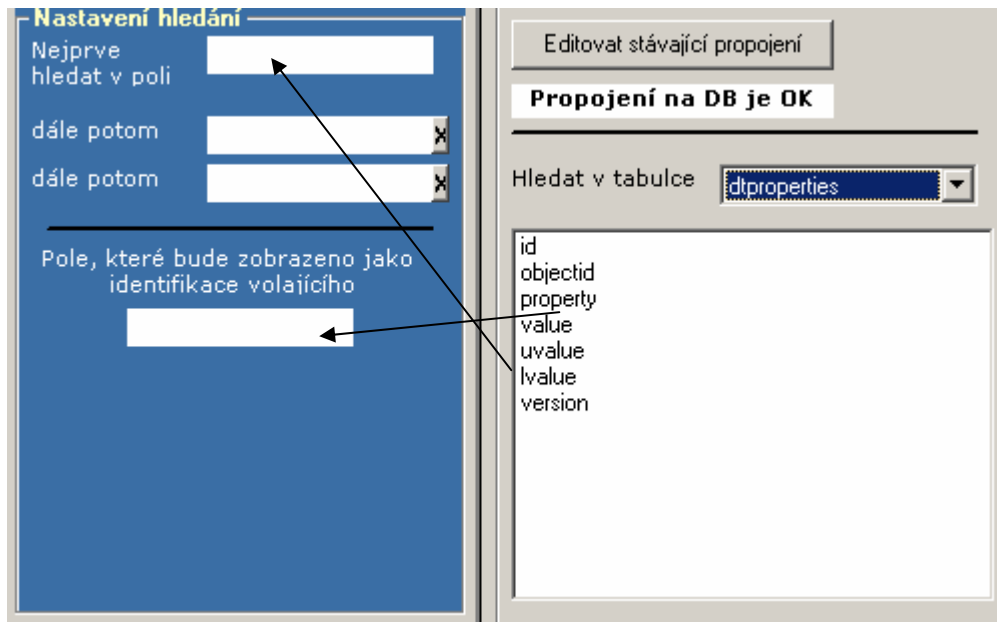 Nastavení hledání
Nejprve
hledat v poli
dále potom
x
dále potom
x
Pole, které bude zobrazeno jako
identifikace volajícího
Editovat stávající propojení
Propojení na DB je OK
Hledat v tabulce
dtproperties
id
objectid
property
value
uvalue
lvalue
version